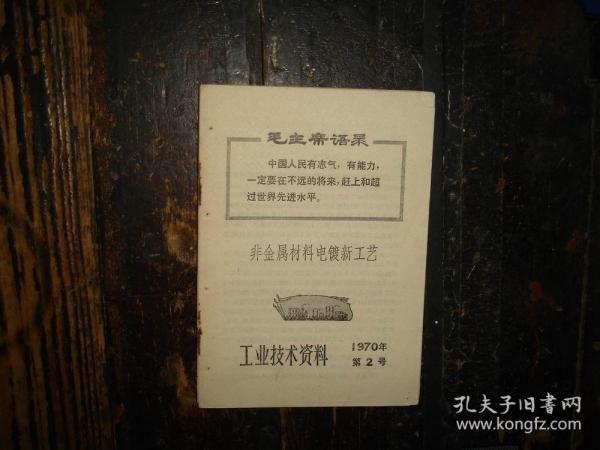 毛主席语录
中国人民有志气，有能力，
一定要在不远的将来，赶上和超
过世界先进水平。
非金属材料电镀新工艺
工业技术资料
1970年
第2号
孔夫子旧書网
www.kongfz.com